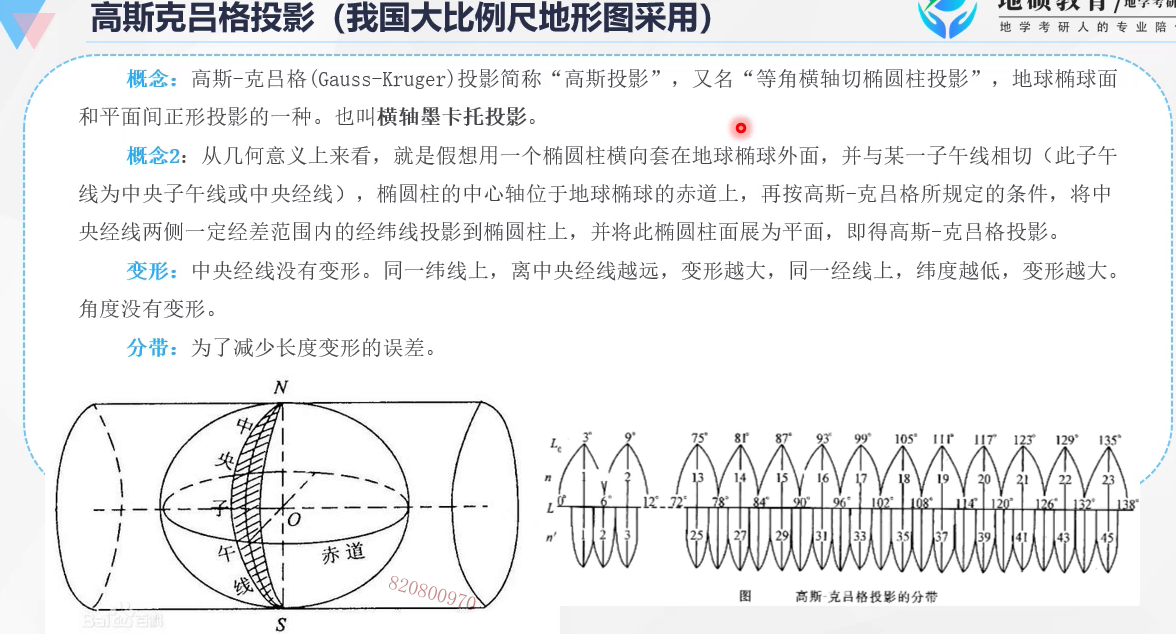 高斯克吕格投影（我国大比例尺地形图采用）
地硕教育/地学考研
地学考研人的专业陪
概念：高斯-克吕格(Gauss-Kruger)投影简称“高斯投影”，又名“等角横轴切椭圆柱投影”，地球椭球面
和平面间正形投影的一种。也叫横轴墨卡托投影。
概念2：从几何意义上来看，就是假想用一个椭圆柱横向套在地球椭球外面，并与某一子午线相切（此子午
线为中央子午线或中央经线），椭圆柱的中心轴位于地球椭球的赤道上，再按高斯-克吕格所规定的条件，将中
央经线两侧一定经差范围内的经纬线投影到椭圆柱上，并将此椭圆柱面展为平面，即得高斯-克吕格投影。
变形：中央经线没有变形。同一纬线上，离中央经线越远，变形越大，同一经线上，纬度越低，变形越大。
角度没有变形。
分带：为了减少长度变形的误差。
N
中央子午线
O
赤道
S
820800970
Bai百科
L₀ 3° 9° 75° 81° 87° 93° 99° 105° 111° 117° 123° 129° 135°
n 1 2 13 14 15 16 17 18 19 20 21 22 23
L 0° 6° 12° 72° 78° 84° 90° 96° 102° 108° 114° 120° 126° 132° 138°
n' 1 2 3 25 27 29 31 33 35 37 39 41 43 45
图 高斯-克吕格投影的分带